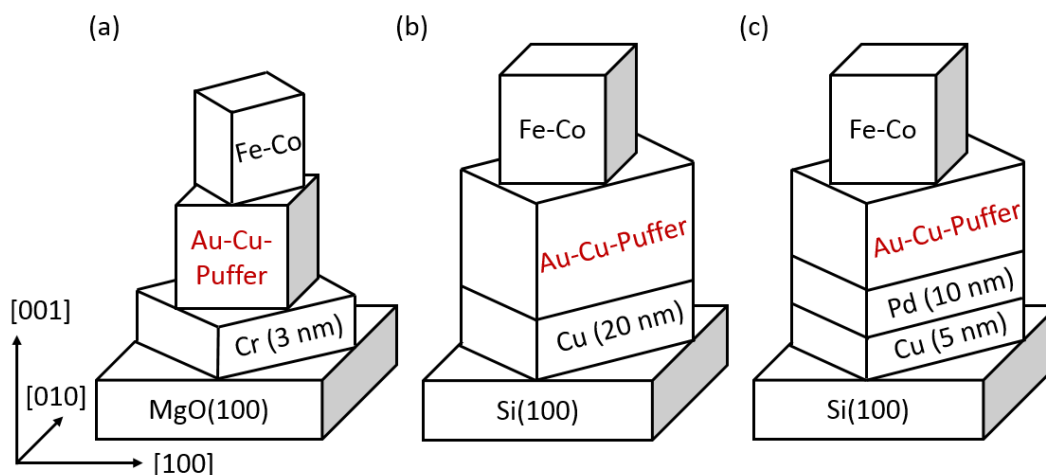 (a)
Fe-Co
Au-Cu-
Puffer
Cr (3 nm)
MgO(100)
[001]
[010]
[100]
(b)
Fe-Co
Au-Cu-Puffer
Cu (20 nm)
Si(100)
(c)
Fe-Co
Au-Cu-Puffer
Pd (10 nm)
Cu (5 nm)
Si(100)